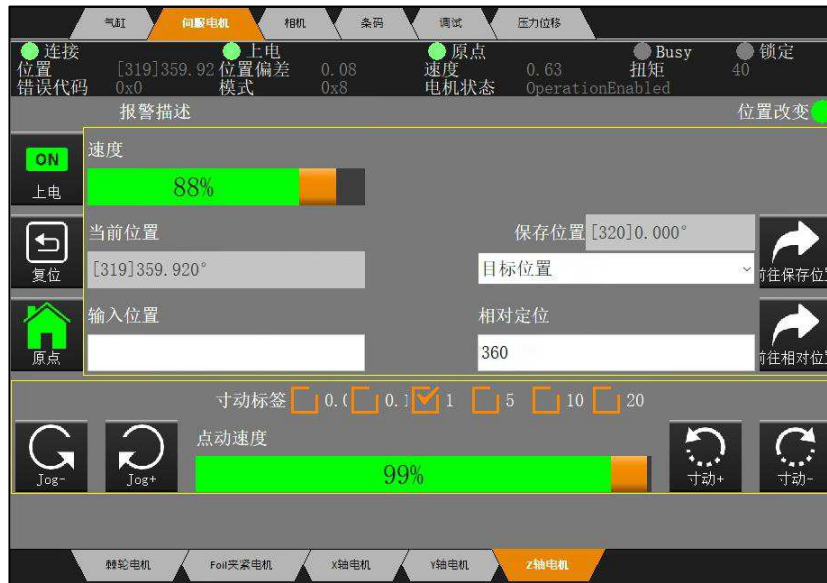 气缸 伺服电机 相机 条码 调试 压力位移
连接 上电 原点 Busy 锁定
位置 [319]359.92 位置偏差 0.08 速度 0.63 扭矩 40
错误代码 0x0 模式 0x8 电机状态 OperationEnabled
报警描述 位置改变
ON
上电
速度
88%
复位
当前位置 保存位置 [320]0.000°
[319]359.920° 目标位置
前往保存位
原点
输入位置 相对定位
360
前往相对位
寸动标签 0.0 0.1 1 5 10 20
点动速度
Jog- Jog+ 99% 寸动+ 寸动-
棘轮电机 Foil夹紧电机 X轴电机 Y轴电机 Z轴电机